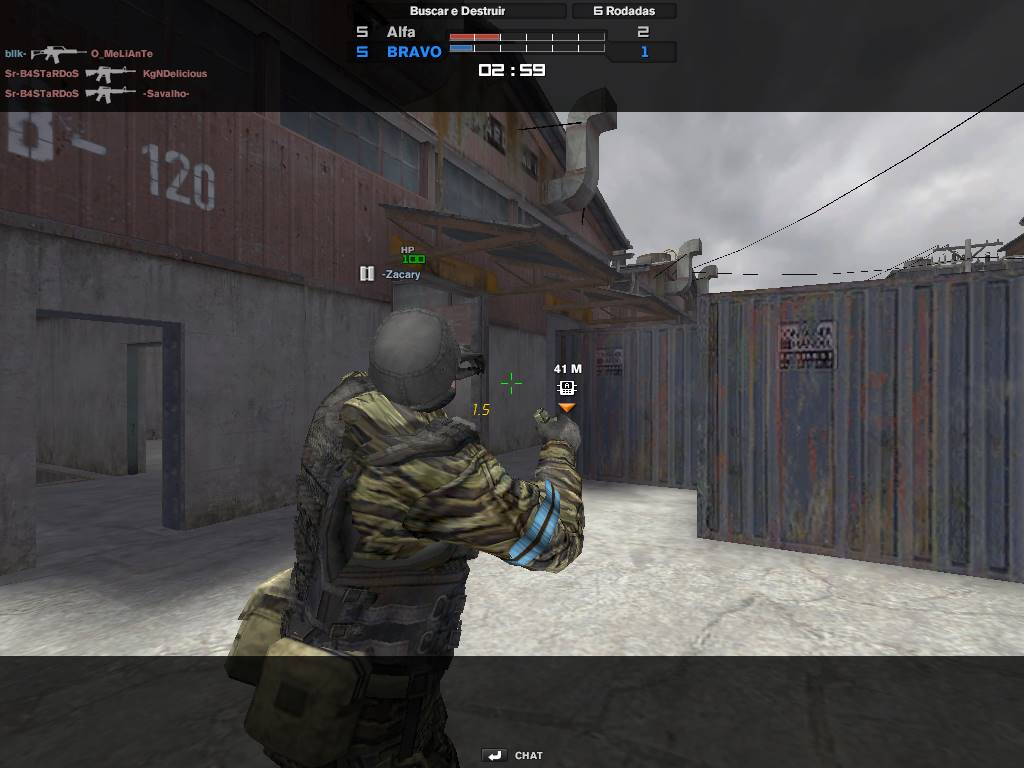 Buscar e Destruir 6 Rodadas
5 Alfa 2
5 BRAVO 1
02:59
bllk- O_MeLiAnTe
Sr-B4STaRDoS KgNDelicious
Sr-B4STaRDoS -Savalho-
B - 120
HP
100
-Zacary
41 M
1.5
CHAT